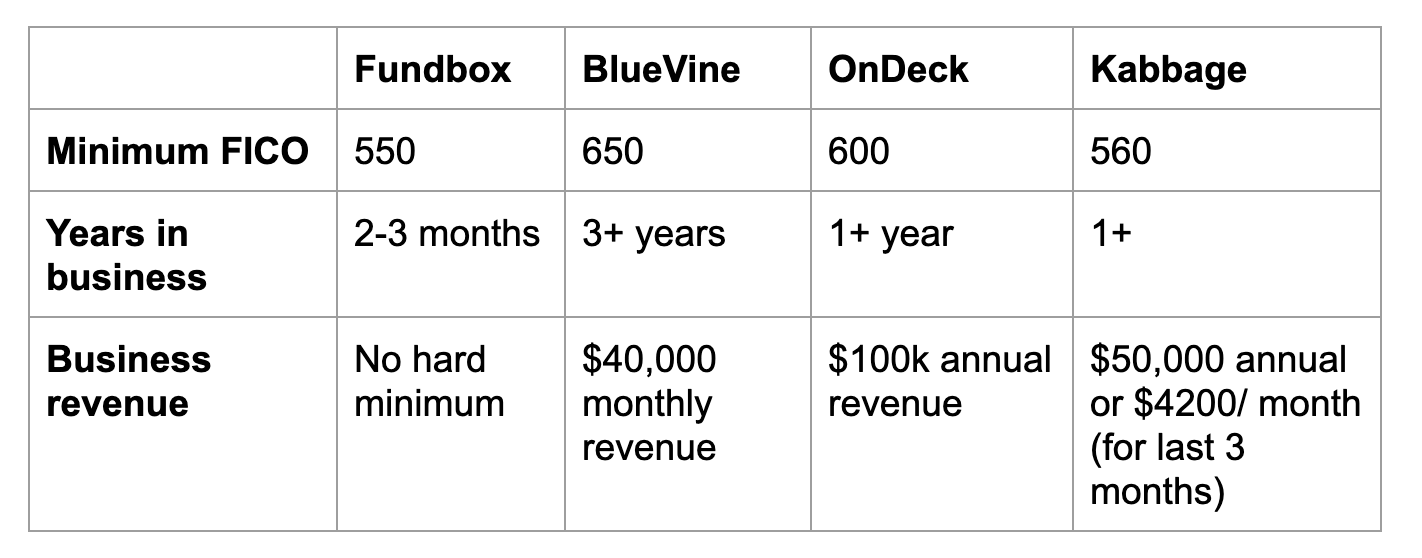 Fundbox BlueVine OnDeck Kabbage
Minimum FICO 550 650 600 560
Years in business 2-3 months 3+ years 1+ year 1+
Business revenue No hard minimum $40,000 monthly revenue $100k annual revenue $50,000 annual or $4200/ month (for last 3 months)